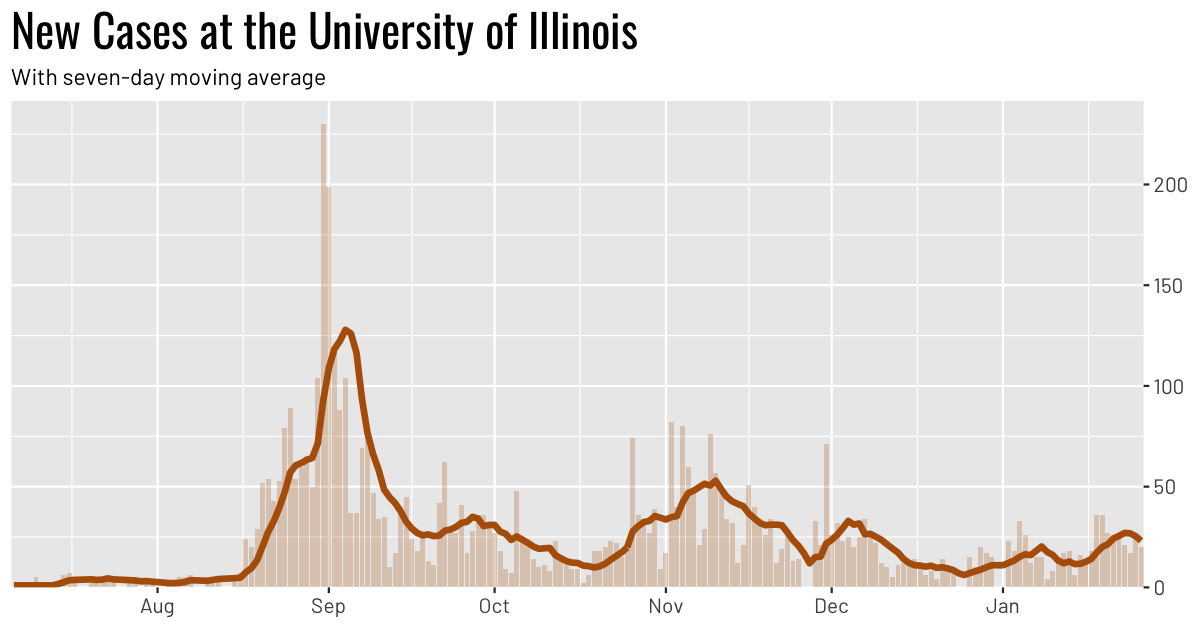 New Cases at the University of Illinois
With seven-day moving average
200
150
100
50
0
Aug Sep Oct Nov Dec Jan